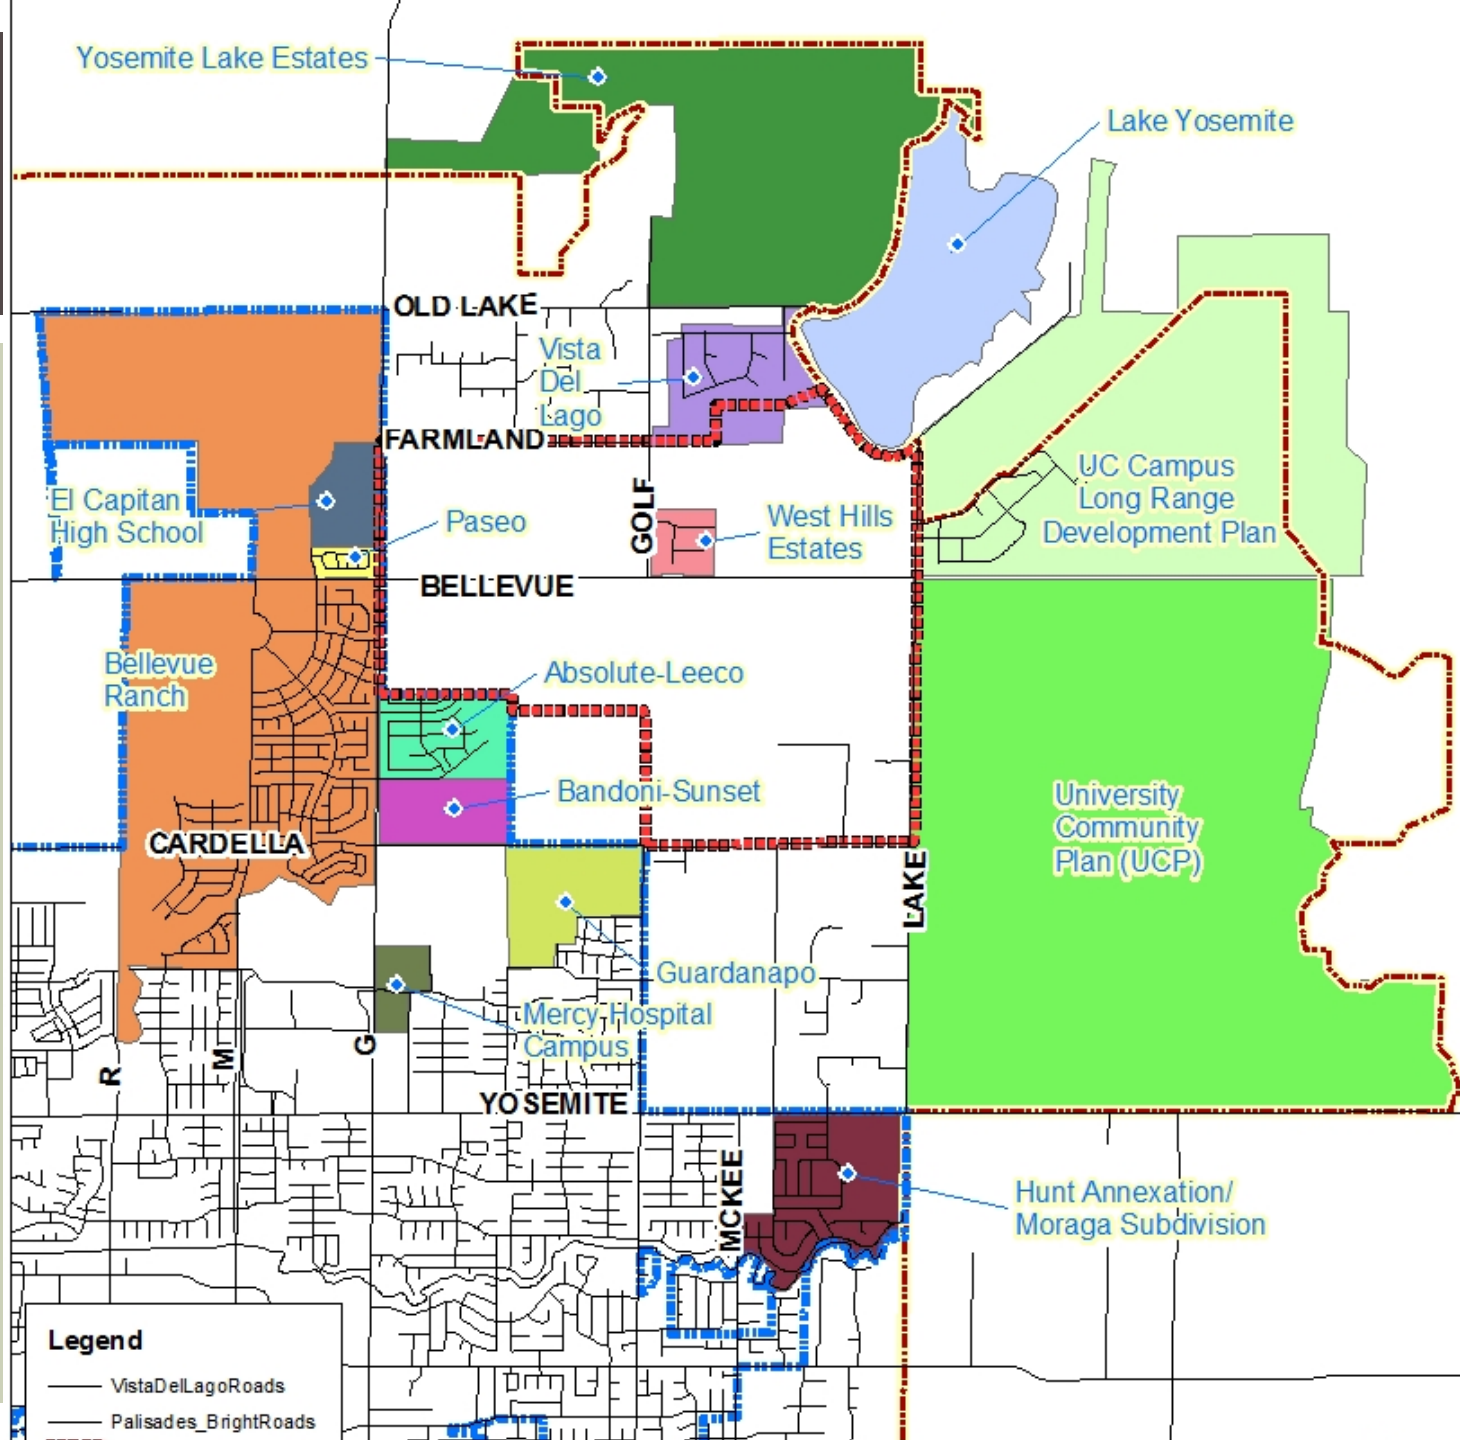 Yosemite Lake Estates
Lake Yosemite
OLD LAKE
Vista
Del
Lago
FARMLAND
El Capitan
High School
Paseo
GOLF
West Hills
Estates
UC Campus
Long Range
Development Plan
BELLEVUE
Bellevue
Ranch
Absolute-Leeco
Bandoni-Sunset
University
Community
Plan (UCP)
CARDELLA
LAKE
Guardanapo
Mercy Hospital
Campus
R
M
G
YOSEMITE
MCKEE
Hunt Annexation/
Moraga Subdivision
Legend
VistaDelLagoRoads
Palisades_BrightRoads